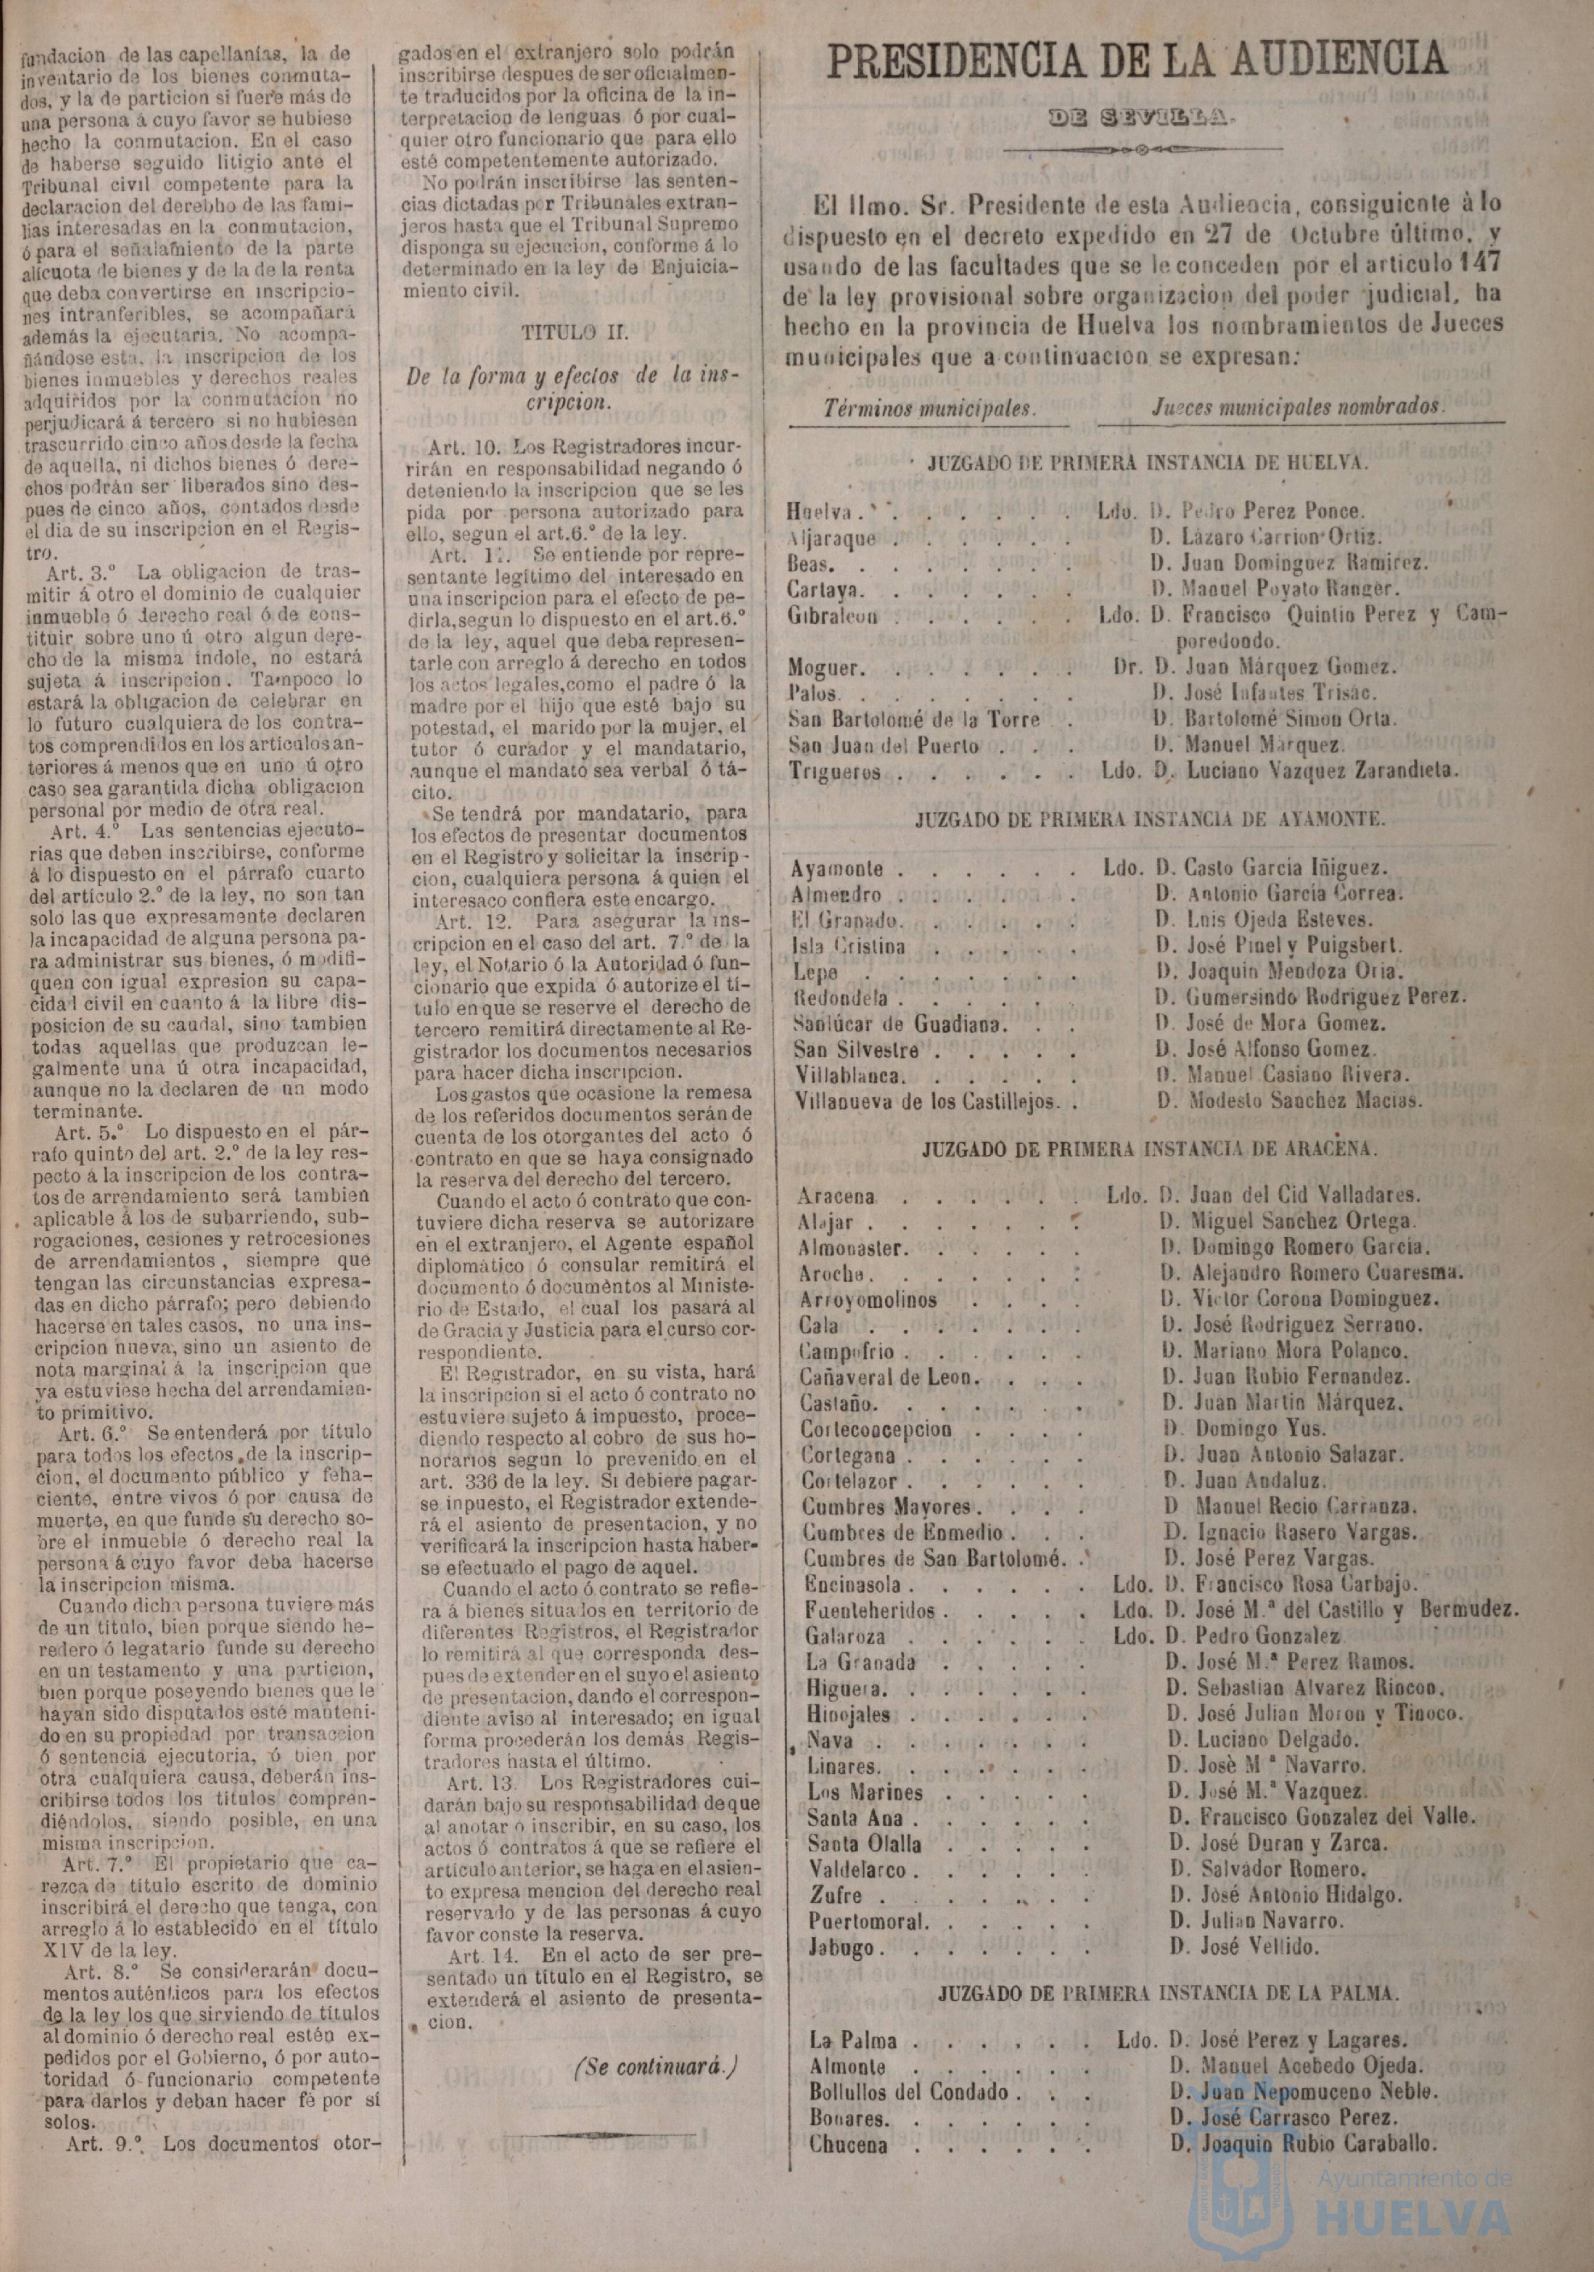 fundacion de las capellanías, la de
inventario de los bienes conmuta-
dos, y la de particion si fuere más de
una persona á cuyo favor se hubiese
hecho la conmutacion. En el caso
de haberse seguido litigio ante el
Tribunal civil competente para la
declaracion del derebho de las fami-
lias interesadas en la conmutacion,
ó para el señalamiento de la parte
alícuota de bienes y de la de la renta
que deba convertirse en inscripcio-
nes intransferibles, se acompañará
además la ejecutaria. No acompa-
ñándose esta, la inscripcion de los
bienes inmuebles y derechos reales
adquiridos por la conmutacion no
perjudicará á tercero si no hubiesen
trascurrido cinco años desde la fecha
de aquella, ni dichos bienes ó dere-
chos podrán ser liberados sino des-
pues de cinco años, contados desde
el dia de su inscripcion en el Regis-
tro.
Art. 3.º La obligacion de tras-
mitir á otro el dominio de cualquier
inmueble ó derecho real ó de cons-
tituir sobre uno ú otro algun dere-
cho de la misma índole, no estará
sujeta á inscripcion. Tampoco lo
estará la obligacion de celebrar en
lo futuro cualquiera de los contra-
tos comprendidos en los artículos an-
teriores á menos que en uno ú otro
caso sea garantida dicha obligacion
personal por medio de otra real.
Art. 4.º Las sentencias ejecuto-
rias que deben inscribirse, conforme
á lo dispuesto en el párrafo cuarto
del artículo 2.º de la ley, no son tan
solo las que expresamente declaren
la incapacidad de alguna persona pa-
ra administrar sus bienes, ó modifi-
quen con igual expresion su capa-
cidad civil en cuanto á la libre dis-
posicion de su caudal, sino tambien
todas aquellas que produzcan le-
galmente una ú otra incapacidad,
aunque no la declaren de un modo
terminante.
Art. 5.º Lo dispuesto en el pár-
rafo quinto del art. 2.º de la ley res-
pecto á la inscripcion de los contra-
tos de arrendamiento será tambien
aplicable á los de subarriendo, sub-
rogaciones, cesiones y retrocesiones
de arrendamientos, siempre que
tengan las circunstancias expresa-
das en dicho párrafo; pero debiendo
hacerse en tales casos, no una ins-
cripcion nueva, sino un asiento de
nota marginal á la inscripcion que
ya estuviese hecha del arrendamien-
to primitivo.
Art. 6.º Se entenderá por título
para todos los efectos de la inscrip-
cion, el documento público y feha-
ciente, entre vivos ó por causa de
muerte, en que funde su derecho so-
bre el inmueble ó derecho real la
persona á cuyo favor deba hacerse
la inscripcion misma.
Cuando dicha persona tuviere más
de un título, bien porque siendo he-
redero ó legatario funde su derecho
en un testamento y una particion,
bien porque poseyendo bienes que le
hayan sido disputados esté manteni-
do en su propiedad por transaccion
ó sentencia ejecutoria, ó bien por
otra cualquiera causa, deberán ins-
cribirse todos los títulos compren-
diéndolos, siendo posible, en una
misma inscripcion.
Art. 7.º El propietario que ca-
rezca de título escrito de dominio
inscribirá el derecho que tenga, con
arreglo á lo establecido en el título
XIV de la ley.
Art. 8.º Se considerarán docu-
mentos auténticos para los efectos
de la ley los que sirviendo de títulos
al dominio ó derecho real estén ex-
pedidos por el Gobierno, ó por auto-
toridad ó funcionario competente
para darlos y deban hacer fé por sí
solos.
Art. 9.º Los documentos otor-
gados en el extranjero solo podrán
inscribirse despues de ser oficialmen-
te traducidos por la oficina de la in-
terpretacion de lenguas ó por cual-
quier otro funcionario que para ello
esté competentemente autorizado.
No podrán inscribirse las senten-
cias dictadas por Tribunales extran-
jeros hasta que el Tribunal Supremo
disponga su ejecucion, conforme á lo
determinado en la ley de Enjuicia-
miento civil.
TITULO II.
De la forma y efectos de la ins-
cripcion.
Art. 10. Los Registradores incur-
rirán en responsabilidad negando ó
deteniendo la inscripcion que se les
pida por persona autorizado para
ello, segun el art. 6.º de la ley.
Art. 11. Se entiende por repre-
sentante legítimo del interesado en
una inscripcion para el efecto de pe-
dirla, segun lo dispuesto en el art. 6.º
de la ley, aquel que deba represen-
tarle con arreglo á derecho en todos
los actos legales, como el padre ó la
madre por el hijo que esté bajo su
potestad, el marido por la mujer, el
tutor ó curador y el mandatario,
aunque el mandato sea verbal ó tá-
cito.
Se tendrá por mandatario, para
los efectos de presentar documentos
en el Registro y solicitar la inscrip-
cion, cualquiera persona á quien el
interesaco confiera este encargo.
Art. 12. Para asegurar la ins-
cripcion en el caso del art. 7.º de la
ley, el Notario ó la Autoridad ó fun-
cionario que expida ó autorize el tí-
tulo en que se reserve el derecho de
tercero remitirá directamente al Re-
gistrador los documentos necesarios
para hacer dicha inscripcion.
Los gastos que ocasione la remesa
de los referidos documentos serán de
cuenta de los otorgantes del acto ó
contrato en que se haya consignado
la reserva del derecho del tercero.
Cuando el acto ó contrato que con-
tuviere dicha reserva se autorizare
en el extranjero, el Agente español
diplomático ó consular remitirá el
documento ó documentos al Ministe-
rio de Estado, el cual los pasará al
de Gracia y Justicia para el curso cor-
respondiente.
El Registrador, en su vista, hará
la inscripcion si el acto ó contrato no
estuviere sujeto á impuesto, proce-
diendo respecto al cobro de sus ho-
norarios segun lo prevenido en el
art. 336 de la ley. Si debiere pagar-
se inpuesto, el Registrador extende-
rá el asiento de presentacion, y no
verificará la inscripcion hasta haber-
se efectuado el pago de aquel.
Cuando el acto ó contrato se refie-
ra á bienes situados en territorio de
diferentes Registros, el Registrador
lo remitirá al que corresponda des-
pues de extender en el suyo el asiento
de presentacion, dando el correspon-
diente aviso al interesado; en igual
forma procederán los demás Regis-
tradores hasta el último.
Art. 13. Los Registradores cui-
darán bajo su responsabilidad de que
al anotar ó inscribir, en su caso, los
actos ó contratos á que se refiere el
artículo anterior, se haga en el asien-
to expresa mencion del derecho real
reservado y de las personas á cuyo
favor conste la reserva.
Art. 14. En el acto de ser pre-
sentado un título en el Registro, se
extenderá el asiento de presenta-
cion.
(Se continuará.)
PRESIDENCIA DE LA AUDIENCIA
DE SEVILLA.
El Ilmo. Sr. Presidente de esta Audiencia, consiguiente à lo
dispuesto en el decreto expedido en 27 de Octubre último, y
usando de las facultades que se le conceden por el articulo 147
de la ley provisional sobre organizacion del poder judicial, ha
hecho en la provincia de Huelva los nombramientos de Jueces
municipales que a continuacion se expresan:
Términos municipales. Jueces municipales nombrados.
JUZGADO DE PRIMERA INSTANCIA DE HUELVA.
Huelva. . . . . . . Ldo. D. Pedro Perez Ponce.
Aljaraque . . . . . . D. Lázaro Carrion Ortiz.
Beas. . . . . . . D. Juan Dominguez Ramirez.
Cartaya. . . . . . . D. Manuel Poyato Ranger.
Gibraleon . . . . . . Ldo. D. Francisco Quintin Perez y Cam-
poredondo.
Moguer. . . . . . . Dr. D. Juan Márquez Gomez.
Palos. . . . . . . D. José Infantes Trisac.
San Bartolomé de la Torre . D. Bartolomé Simon Orta.
San Juan del Puerto . . . D. Manuel Márquez.
Trigueros . . . . . . Ldo. D. Luciano Vazquez Zarandieta.
JUZGADO DE PRIMERA INSTANCIA DE AYAMONTE.
Ayamonte . . . . . . Ldo. D. Casto Garcia Iñiguez.
Almendro . . . . . . D. Antonio García Correa.
El Granado. . . . . . D. Luis Ojeda Esteves.
Isla Cristina . . . . . D. José Pinel y Puigsbert.
Lepe . . . . . . . D. Joaquin Mendoza Oria.
Redondela . . . . . . D. Gumersindo Rodriguez Perez.
Sanlúcar de Guadiana. . . D. José de Mora Gomez.
San Silvestre . . . . . D. José Alfonso Gomez.
Villablanca. . . . . . D. Manuel Casiano Rivera.
Villanueva de los Castillejos. . D. Modesto Sanchez Macias.
JUZGADO DE PRIMERA INSTANCIA DE ARACENA.
Aracena . . . . . . Ldo. D. Juan del Cid Valladares.
Alajar . . . . . . . D. Miguel Sanchez Ortega.
Almonaster. . . . . . D. Domingo Romero García.
Aroche. . . . . . . D. Alejandro Romero Cuaresma.
Arroyomolinos . . . . D. Victor Corona Dominguez.
Cala . . . . . . . D. José Rodriguez Serrano.
Campofrio . . . . . . D. Mariano Mora Polanco.
Cañaveral de Leon. . . . D. Juan Rubio Fernandez.
Castaño. . . . . . . D. Juan Martin Márquez.
Corteconcepcion . . . . D. Domingo Yus.
Cortegana . . . . . . D. Juan Antonio Salazar.
Cortelazor . . . . . . D. Juan Andaluz.
Cumbres Mayores. . . . D Manuel Recio Carranza.
Cumbres de Enmedio . . . D. Ignacio Rasero Vargas.
Cumbres de San Bartolomé. . D. José Perez Vargas.
Encinasola . . . . . . Ldo. D. Francisco Rosa Carbajo.
Fuenteheridos . . . . . Ldo. D. José M.ª del Castillo y Bermudez.
Galaroza . . . . . . Ldo. D. Pedro Gonzalez
La Granada . . . . . D. José M.ª Perez Ramos.
Higuera. . . . . . . D. Sebastian Alvarez Rincon.
Hinojales . . . . . . D. José Julian Moron y Tinoco.
Nava . . . . . . . D. Luciano Delgado.
Linares. . . . . . . D. Josè M ª Navarro.
Los Marines . . . . . D. José M.ª Vazquez.
Santa Ana . . . . . . D. Francisco Gonzalez del Valle.
Santa Olalla . . . . . D. José Duran y Zarca.
Valdelarco . . . . . . D. Salvador Romero.
Zufre . . . . . . . D. José Antonio Hidalgo.
Puertomoral. . . . . . D. Julian Navarro.
Jabugo. . . . . . . D. José Vellido.
JUZGADO DE PRIMERA INSTANCIA DE LA PALMA.
La Palma . . . . . . Ldo. D. José Perez y Lagares.
Almonte . . . . . . D. Manuel Acebedo Ojeda.
Bollullos del Condado . . . D. Juan Nepomuceno Neble.
Bonares. . . . . . . D. José Carrasco Perez.
Chucena . . . . . . D. Joaquin Rubio Caraballo.
Ayuntamiento de
HUELVA